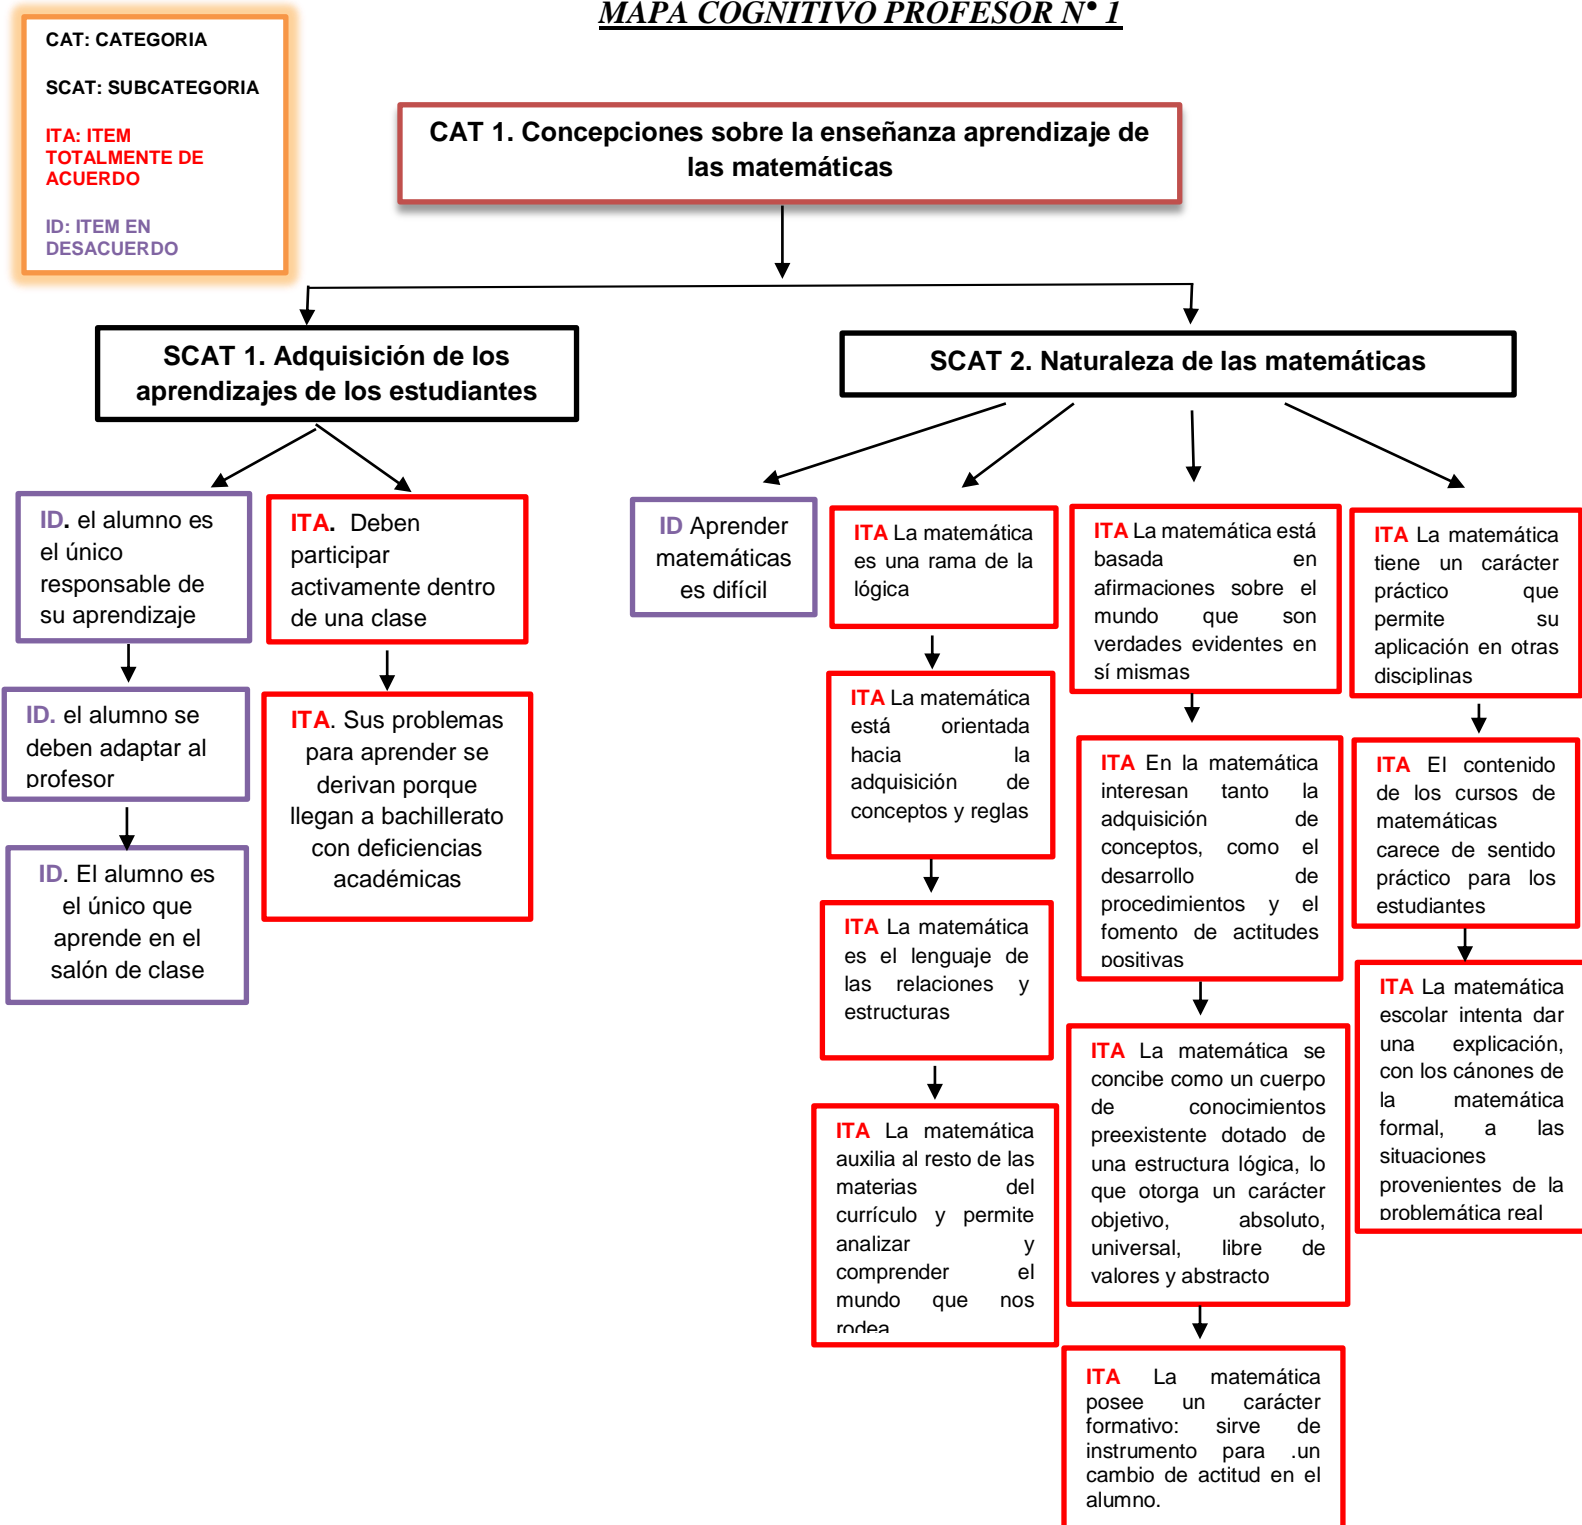 MAPA COGNITIVO PROFESOR N° 1
CAT: CATEGORIA
SCAT: SUBCATEGORIA
ITA: ITEM
TOTALMENTE DE
ACUERDO
ID: ITEM EN
DESACUERDO
CAT 1. Concepciones sobre la enseñanza aprendizaje de
las matemáticas
SCAT 1. Adquisición de los
aprendizajes de los estudiantes
SCAT 2. Naturaleza de las matemáticas
ID. el alumno es
el único
responsable de
su aprendizaje
ID. el alumno se
deben adaptar al
profesor
ID. El alumno es
el único que
aprende en el
salón de clase
ITA. Deben
participar
activamente dentro
de una clase
ITA. Sus problemas
para aprender se
derivan porque
llegan a bachillerato
con deficiencias
académicas
ID Aprender
matemáticas
es difícil
ITA La matemática
es una rama de la
lógica
ITA La matemática
está orientada
hacia la
adquisición de
conceptos y reglas
ITA La matemática
es el lenguaje de
las relaciones y
estructuras
ITA La matemática
auxilia al resto de las
materias del
currículo y permite
analizar y
comprender el
mundo que nos
rodea
ITA La matemática está
basada en
afirmaciones sobre el
mundo que son
verdades evidentes en
sí mismas
ITA En la matemática
interesan tanto la
adquisición de
conceptos, como el
desarrollo de
procedimientos y el
fomento de actitudes
positivas
ITA La matemática se
concibe como un cuerpo
de conocimientos
preexistente dotado de
una estructura lógica, lo
que otorga un carácter
objetivo, absoluto,
universal, libre de
valores y abstracto
ITA La matemática
posee un carácter
formativo: sirve de
instrumento para .un
cambio de actitud en el
alumno.
ITA La matemática
tiene un carácter
práctico que
permite su
aplicación en otras
disciplinas
ITA El contenido
de los cursos de
matemáticas
carece de sentido
práctico para los
estudiantes
ITA La matemática
escolar intenta dar
una explicación,
con los cánones de
la matemática
formal, a las
situaciones
provenientes de la
problemática real